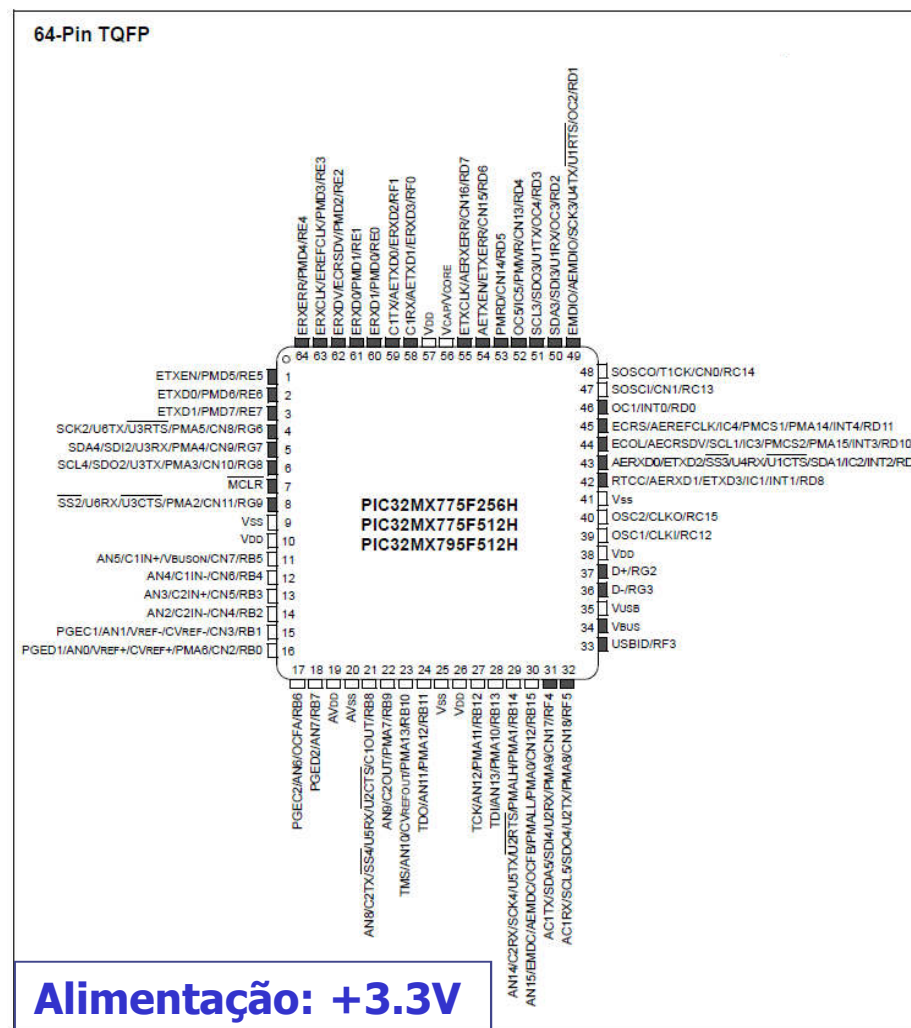 64-Pin TQFP
ERXERR/PMD4/RE4
ERXCLK/EREFCLK/PMD3/RE3
ERXDV/ECRSDV/PMD2/RE2
ERXD0/PMD1/RE1
ERXD1/PMD0/RE0
C1TX/AETXD0/ERXD2/RF1
C1RX/AETXD1/ERXD3/RF0
VDD
VCAP/VCORE
ETXCLK/AERXERR/CN16/RD7
AETXEN/ETXERR/CN15/RD6
PMRD/CN14/RD5
OC5/IC5/PMWR/CN13/RD4
SCL3/SDO3/U1TX/OC4/RD3
SDA3/SDI3/U1RX/OC3/RD2
EMDIO/AEMDIO/SCK3/U4TX/U1RTS/OC2/RD1
64 63 62 61 60 59 58 57 56 55 54 53 52 51 50 49
ETXEN/PMD5/RE5 1
ETXD0/PMD6/RE6 2
ETXD1/PMD7/RE7 3
SCK2/U6TX/U3RTS/PMA5/CN8/RG6 4
SDA4/SDI2/U3RX/PMA4/CN9/RG7 5
SCL4/SDO2/U3TX/PMA3/CN10/RG8 6
MCLR 7
SS2/U6RX/U3CTS/PMA2/CN11/RG9 8
VSS 9
VDD 10
AN5/C1IN+/VBUSON/CN7/RB5 11
AN4/C1IN-/CN6/RB4 12
AN3/C2IN+/CN5/RB3 13
AN2/C2IN-/CN4/RB2 14
PGEC1/AN1/VREF-/CVREF-/CN3/RB1 15
PGED1/AN0/VREF+/CVREF+/PMA6/CN2/RB0 16
PIC32MX775F256H
PIC32MX775F512H
PIC32MX795F512H
48 SOSCO/T1CK/CN0/RC14
47 SOSCI/CN1/RC13
46 OC1/INT0/RD0
45 ECRS/AEREFCLK/IC4/PMCS1/PMA14/INT4/RD11
44 ECOL/AECRSDV/SCL1/IC3/PMCS2/PMA15/INT3/RD10
43 AERXD0/ETXD2/SS3/U4RX/U1CTS/SDA1/IC2/INT2/RD
42 RTCC/AERXD1/ETXD3/IC1/INT1/RD8
41 Vss
40 OSC2/CLKO/RC15
39 OSC1/CLKI/RC12
38 VDD
37 D+/RG2
36 D-/RG3
35 VUSB
34 VBUS
33 USBID/RF3
17 18 19 20 21 22 23 24 25 26 27 28 29 30 31 32
PGEC2/AN6/OCFA/RB6
PGED2/AN7/RB7
AVDD
AVSS
AN8/C2TX/SS4/U5RX/U2CTS/C1OUT/RB8
AN9/C2OUT/PMA7/RB9
TMS/AN10/CVREFOUT/PMA13/RB10
TDO/AN11/PMA12/RB11
VSS
VDD
TCK/AN12/PMA11/RB12
TDI/AN13/PMA10/RB13
AN14/C2RX/SCK4/U5TX/U2RTS/PMALH/PMA1/RB14
AN15/EMDC/AEMDC/OCFB/PMALL/PMA0/CN12/RB15
AC1TX/SDA5/SDI4/U2RX/PMA9/CN17/RF4
AC1RX/SCL5/SDO4/U2TX/PMA8/CN18/RF5
Alimentação: +3.3V